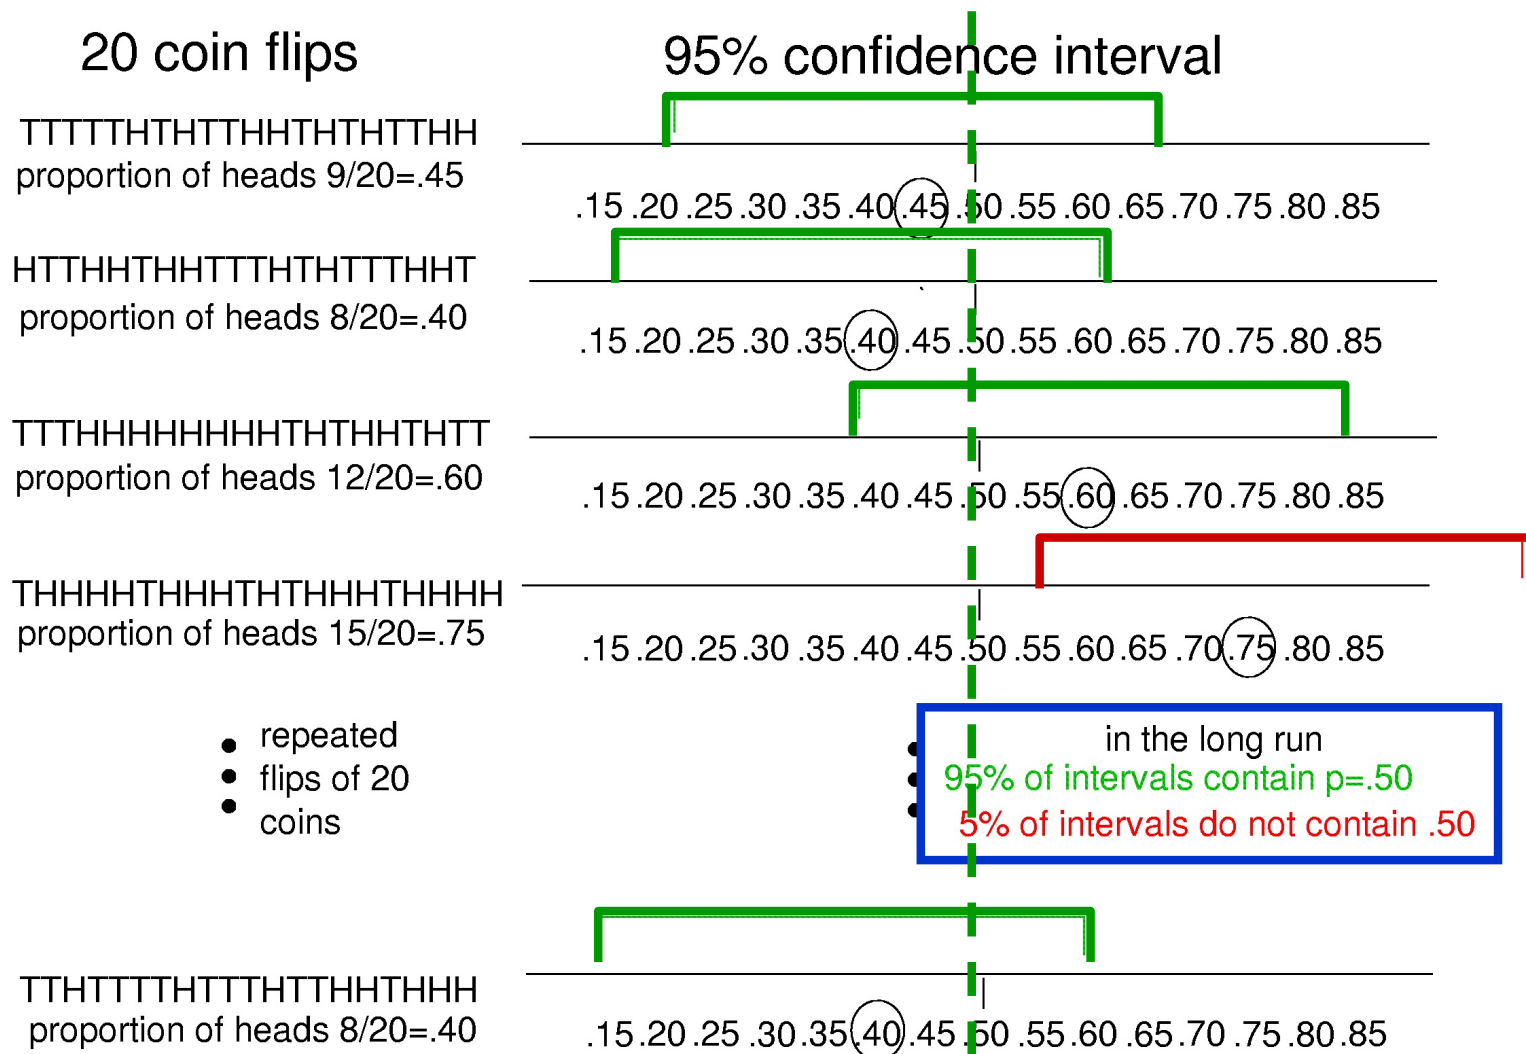 20 coin flips
95% confidence interval
TTTTTHTHTTHHTHTHTTHH
proportion of heads 9/20=.45
.15 .20 .25 .30 .35 .40 .45 .50 .55 .60 .65 .70 .75 .80 .85
HTTHHTHHTTTHTHTTTHHT
proportion of heads 8/20=.40
.15 .20 .25 .30 .35 .40 .45 .50 .55 .60 .65 .70 .75 .80 .85
TTTHHHHHHHHTHTHHTHTT
proportion of heads 12/20=.60
.15 .20 .25 .30 .35 .40 .45 .50 .55 .60 .65 .70 .75 .80 .85
THHHHTHHHTHTHHHTHHHH
proportion of heads 15/20=.75
.15 .20 .25 .30 .35 .40 .45 .50 .55 .60 .65 .70 .75 .80 .85
repeated
flips of 20
coins
in the long run
95% of intervals contain p=.50
5% of intervals do not contain .50
TTHTTTTHTTTHTTHHTHHH
proportion of heads 8/20=.40
.15 .20 .25 .30 .35 .40 .45 .50 .55 .60 .65 .70 .75 .80 .85